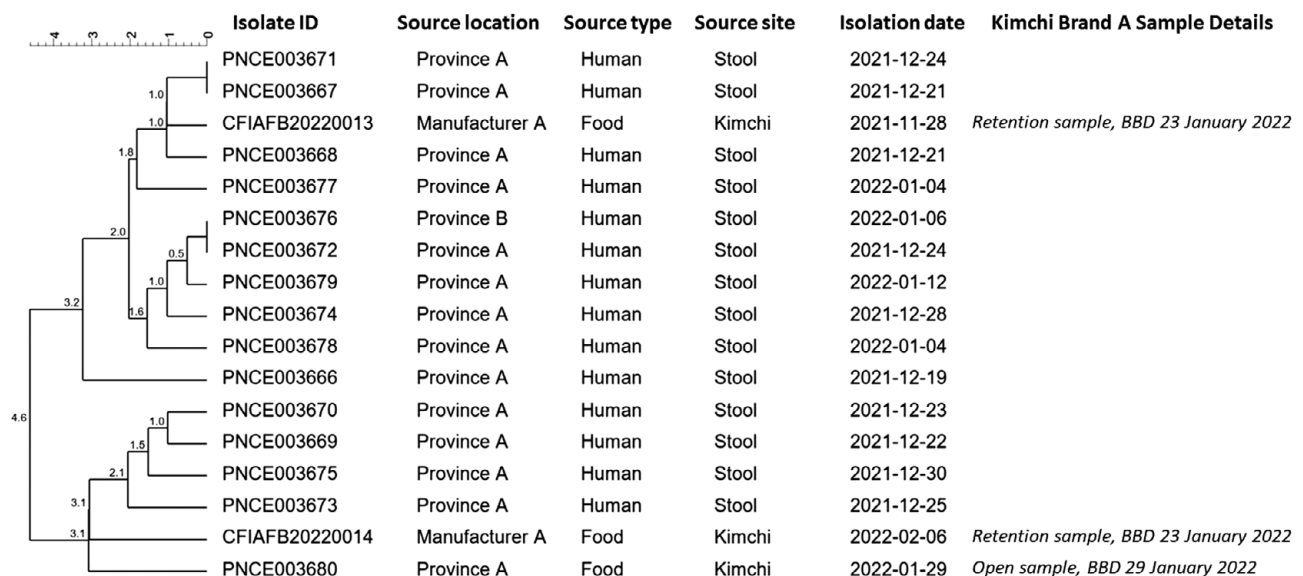 Isolate ID Source location Source type Source site Isolation date Kimchi Brand A Sample Details
4 3 2 1 0
PNCE003671 Province A Human Stool 2021-12-24
1.0 PNCE003667 Province A Human Stool 2021-12-21
1.0 CFIAFB20220013 Manufacturer A Food Kimchi 2021-11-28 Retention sample, BBD 23 January 2022
1.8 PNCE003668 Province A Human Stool 2021-12-21
PNCE003677 Province A Human Stool 2022-01-04
PNCE003676 Province B Human Stool 2022-01-06
2.0 0.5 PNCE003672 Province A Human Stool 2021-12-24
1.0 PNCE003679 Province A Human Stool 2022-01-12
3.2 1.6 PNCE003674 Province A Human Stool 2021-12-28
PNCE003678 Province A Human Stool 2022-01-04
PNCE003666 Province A Human Stool 2021-12-19
4.6 1.0 PNCE003670 Province A Human Stool 2021-12-23
1.5 PNCE003669 Province A Human Stool 2021-12-22
2.1 PNCE003675 Province A Human Stool 2021-12-30
3.1 PNCE003673 Province A Human Stool 2021-12-25
3.1 CFIAFB20220014 Manufacturer A Food Kimchi 2022-02-06 Retention sample, BBD 23 January 2022
PNCE003680 Province A Food Kimchi 2022-01-29 Open sample, BBD 29 January 2022